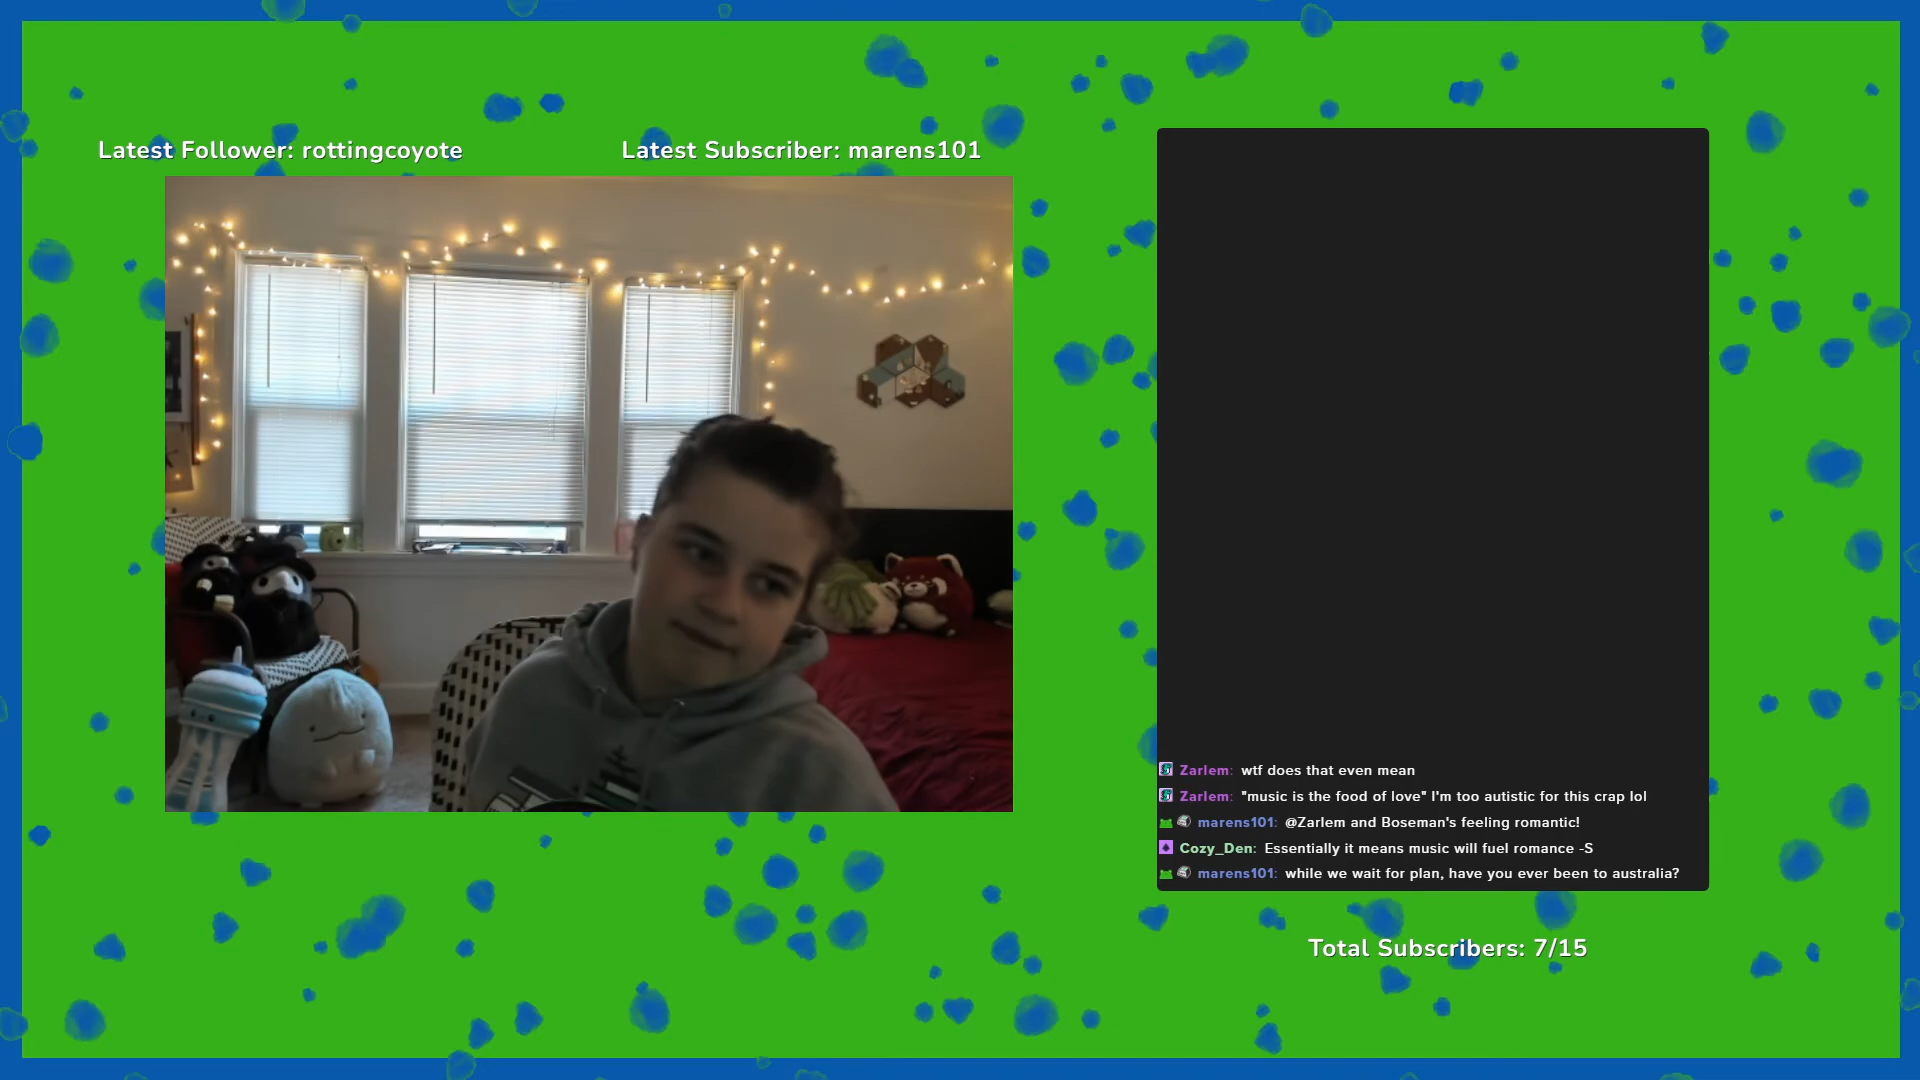 Latest Follower: rottingcoyote
Latest Subscriber: marens101
Zarlem: wtf does that even mean
Zarlem: "music is the food of love" I'm too autistic for this crap lol
marens101: @Zarlem and Boseman's feeling romantic!
Cozy_Den: Essentially it means music will fuel romance -S
marens101: while we wait for plan, have you ever been to australia?
Total Subscribers: 7/15